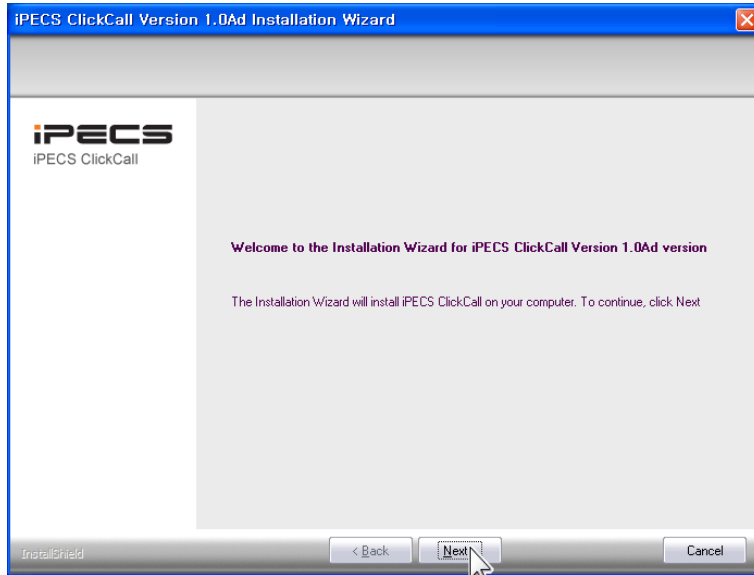 iPECS ClickCall Version 1.0Ad Installation Wizard
iPECS
iPECS ClickCall
Welcome to the Installation Wizard for iPECS ClickCall Version 1.0Ad version
The Installation Wizard will install iPECS ClickCall on your computer. To continue, click Next
InstallShield
< Back
Next
Cancel